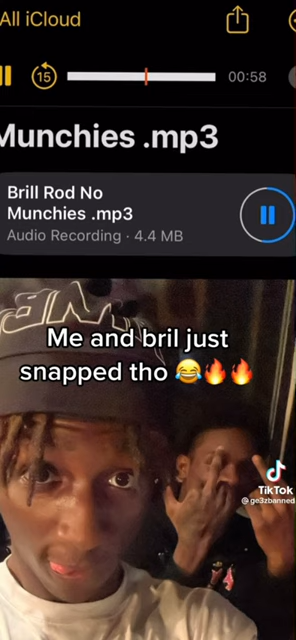 All iCloud
15
00:58
Munchies .mp3
Brill Rod No
Munchies .mp3
Audio Recording · 4.4 MB
Me and bril just
snapped tho 😂🔥🔥
TikTok
@ge3zbanned